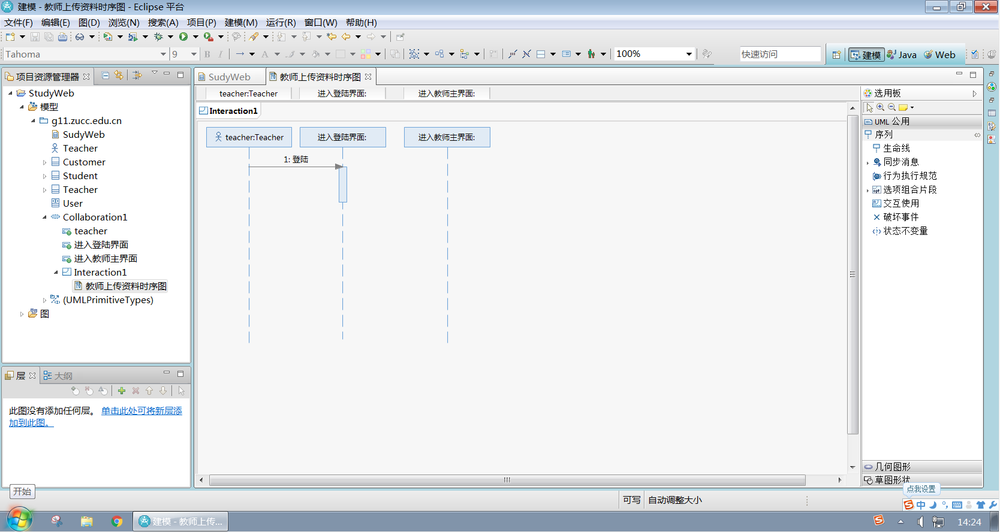 建模 - 教师上传资料时序图 - Eclipse 平台
文件(F) 编辑(E) 图(D) 浏览(N) 搜索(A) 项目(P) 建模(M) 运行(R) 窗口(W) 帮助(H)
Tahoma 9 B I A 100% 快速访问 建模 Java Web
项目资源管理器
StudyWeb
模型
g11.zucc.edu.cn
SudyWeb
Teacher
Customer
Student
Teacher
User
Collaboration1
teacher
进入登陆界面
进入教师主界面
Interaction1
教师上传资料时序图
(UMLPrimitiveTypes)
图
层 大纲
此图没有添加任何层。 单击此处可将新层添
加到此图。
SudyWeb 教师上传资料时序图
teacher:Teacher 进入登陆界面: 进入教师主界面:
Interaction1
teacher:Teacher 进入登陆界面: 进入教师主界面:
1: 登陆
选用板
UML 公用
序列
生命线
同步消息
行为执行规范
opt 选项组合片段
交互使用
破坏事件
状态不变量
几何图形
草图形状
点我设置
可写 自动调整大小
中
开始
建模 - 教师上传...
14:24